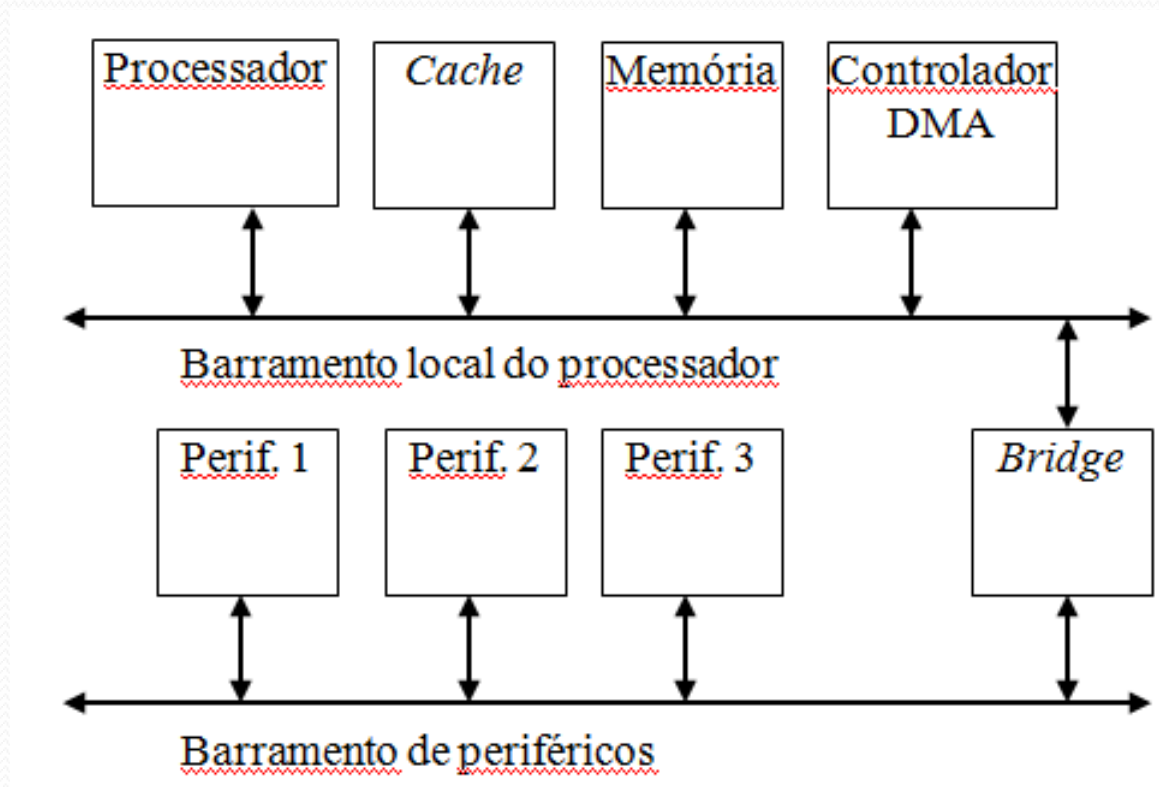 Processador
Cache
Memória
Controlador
DMA
Barramento local do processador
Perif. 1
Perif. 2
Perif. 3
Bridge
Barramento de periféricos